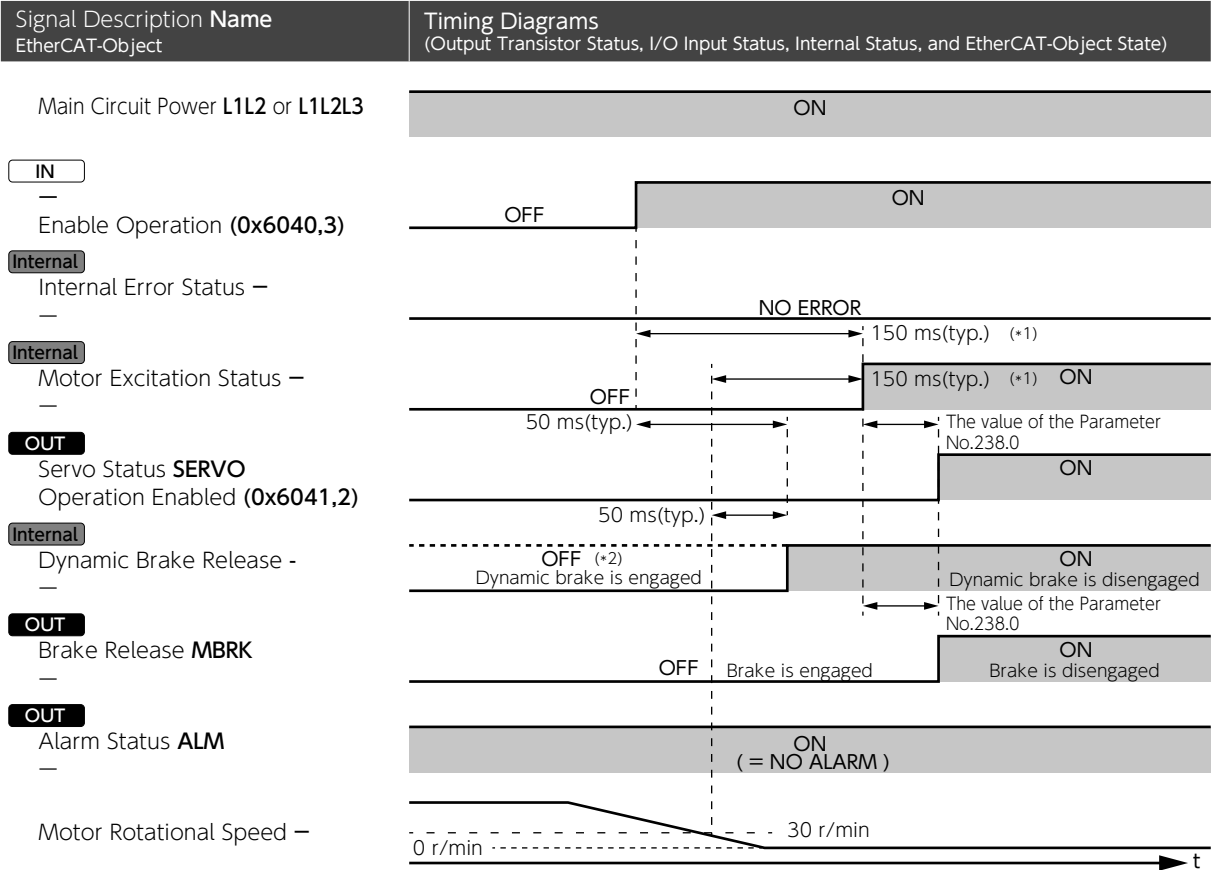 Signal Description Name
EtherCAT-Object
Timing Diagrams
(Output Transistor Status, I/O Input Status, Internal Status, and EtherCAT-Object State)
Main Circuit Power L1L2 or L1L2L3
ON
IN
—
Enable Operation (0x6040,3)
OFF
ON
Internal
Internal Error Status —
—
NO ERROR
150 ms(typ.) (*1)
Internal
Motor Excitation Status —
—
OFF
150 ms(typ.) (*1) ON
50 ms(typ.)
The value of the Parameter
No.238.0
OUT
Servo Status SERVO
Operation Enabled (0x6041,2)
ON
50 ms(typ.)
Internal
Dynamic Brake Release -
—
OFF (*2)
Dynamic brake is engaged
ON
Dynamic brake is disengaged
The value of the Parameter
No.238.0
OUT
Brake Release MBRK
—
OFF
Brake is engaged
ON
Brake is disengaged
OUT
Alarm Status ALM
—
ON
( = NO ALARM )
Motor Rotational Speed —
30 r/min
0 r/min
t